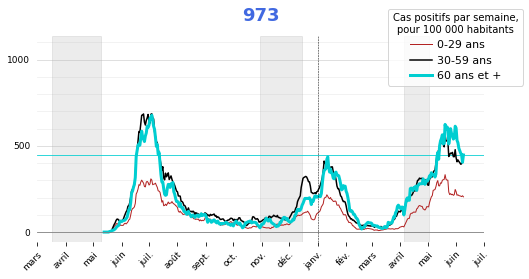 973
Cas positifs par semaine,
pour 100 000 habitants
0-29 ans
30-59 ans
60 ans et +
1000
500
0
mars
avril
mai
juin
juil.
août
sept.
oct.
nov.
déc.
janv.
fév.
mars
avril
mai
juin
juil.